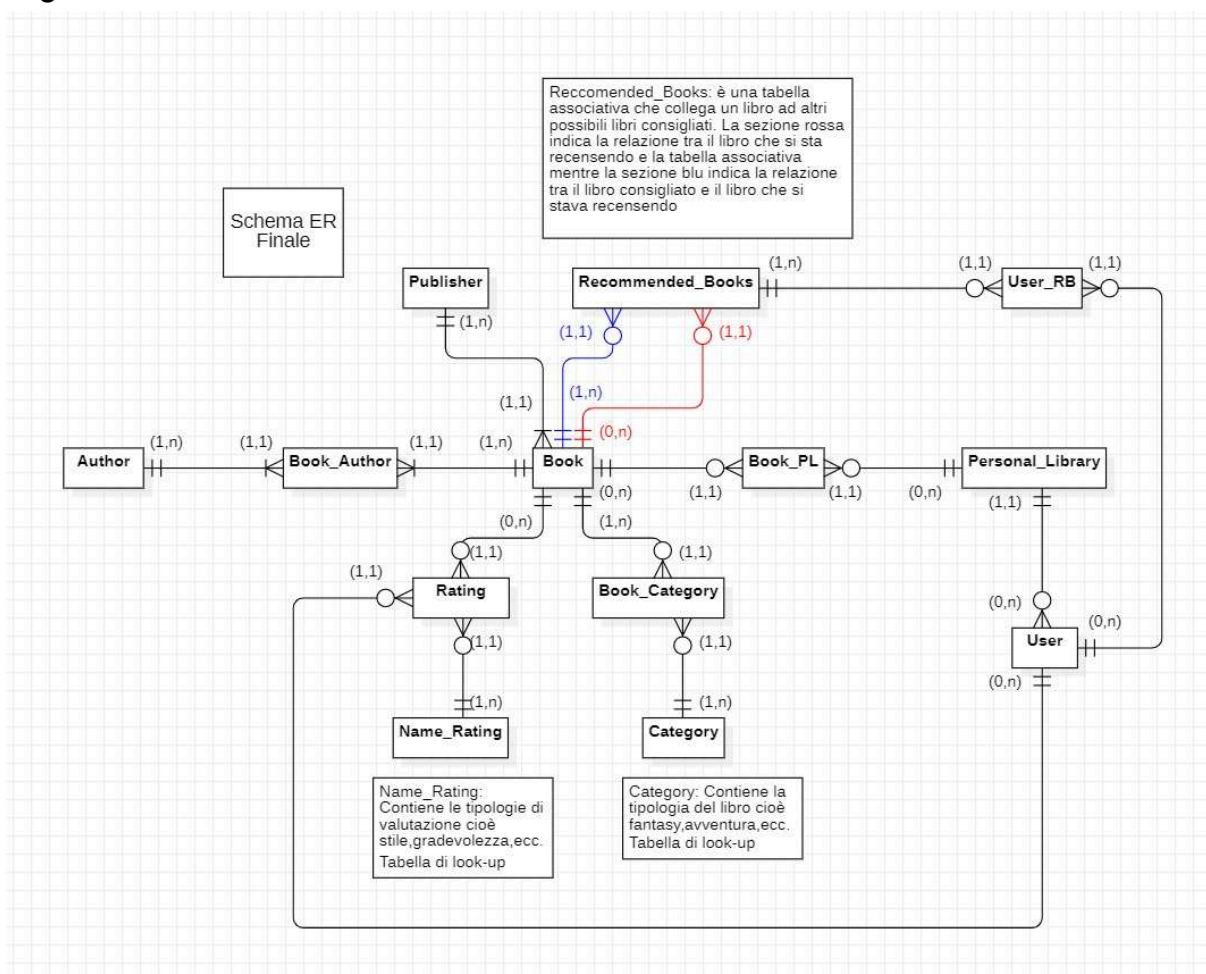 Reccomended_Books: è una tabella
associativa che collega un libro ad altri
possibili libri consigliati. La sezione rossa
indica la relazione tra il libro che si sta
recensendo e la tabella associativa
mentre la sezione blu indica la relazione
tra il libro consigliato e il libro che si
stava recensendo
Schema ER
Finale
Publisher
(1,n)
(1,1)
Recommended_Books
(1,n)
(1,1)
User_RB
(1,1)
(1,1)
(1,1)
(1,n)
(0,n)
Author
(1,n)
(1,1)
Book_Author
(1,1)
(1,n)
Book
(0,n)
(1,1)
Book_PL
(1,1)
(0,n)
Personal_Library
(1,1)
(0,n)
(1,n)
(1,1)
(1,1)
(1,1)
Rating
Book_Category
(0,n)
User
(0,n)
(0,n)
(1,1)
(1,1)
(1,n)
(1,n)
Name_Rating
Category
Name_Rating:
Contiene le tipologie di
valutazione cioè
stile,gradevolezza,ecc.
Tabella di look-up
Category: Contiene la
tipologia del libro cioè
fantasy,avventura,ecc.
Tabella di look-up